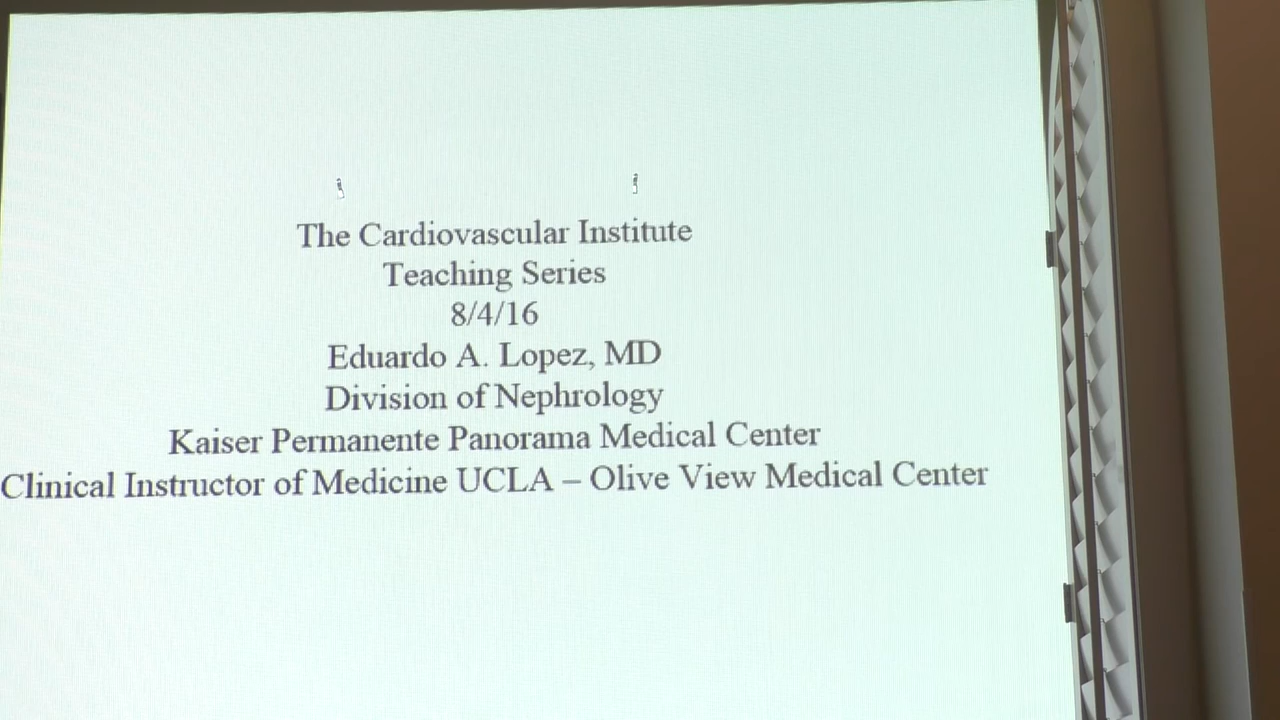 The Cardiovascular Institute
Teaching Series
8/4/16
Eduardo A. Lopez, MD
Division of Nephrology
Kaiser Permanente Panorama Medical Center
Clinical Instructor of Medicine UCLA – Olive View Medical Center